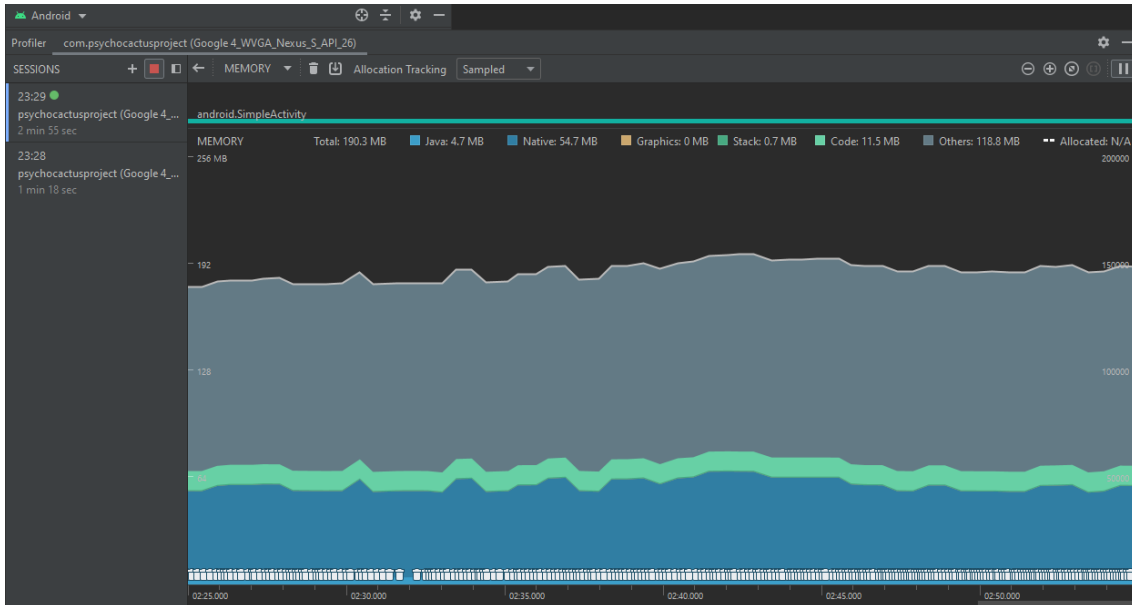 Android
Profiler com.psychocactusproject (Google 4_WVGA_Nexus_S_API_26)
SESSIONS MEMORY Allocation Tracking Sampled
23:29
psychocactusproject (Google 4_...
2 min 55 sec
23:28
psychocactusproject (Google 4_...
1 min 18 sec
android.SimpleActivity
MEMORY Total: 190.3 MB Java: 4.7 MB Native: 54.7 MB Graphics: 0 MB Stack: 0.7 MB Code: 11.5 MB Others: 118.8 MB Allocated: N/A
256 MB 200000
192 150000
128 100000
64 50000
02:25.000 02:30.000 02:35.000 02:40.000 02:45.000 02:50.000